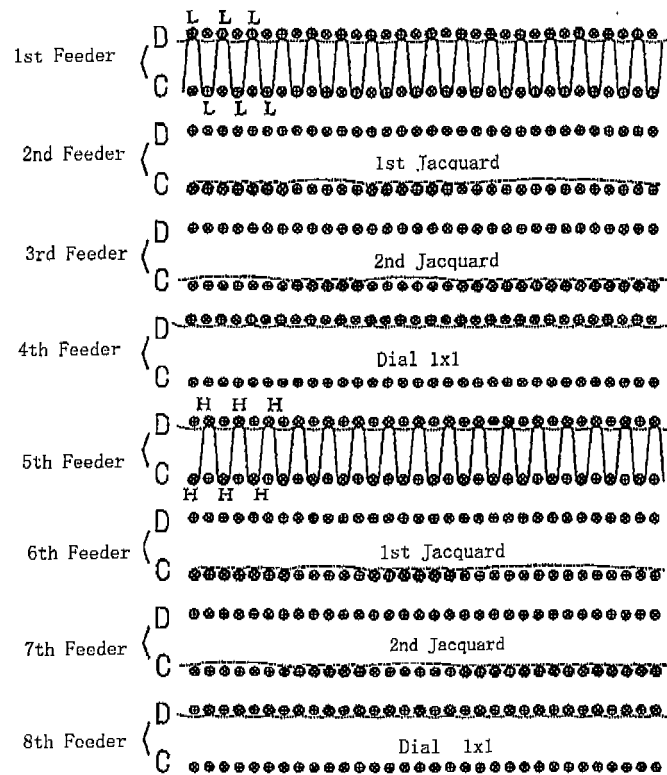 L L L
D
1st Feeder
C
L L L
D
2nd Feeder
1st Jacquard
C
D
3rd Feeder
2nd Jacquard
C
D
4th Feeder
Dial 1x1
C
H H H
D
5th Feeder
C
H H H
D
6th Feeder
1st Jacquard
C
D
7th Feeder
2nd Jacquard
C
D
8th Feeder
Dial 1x1
C